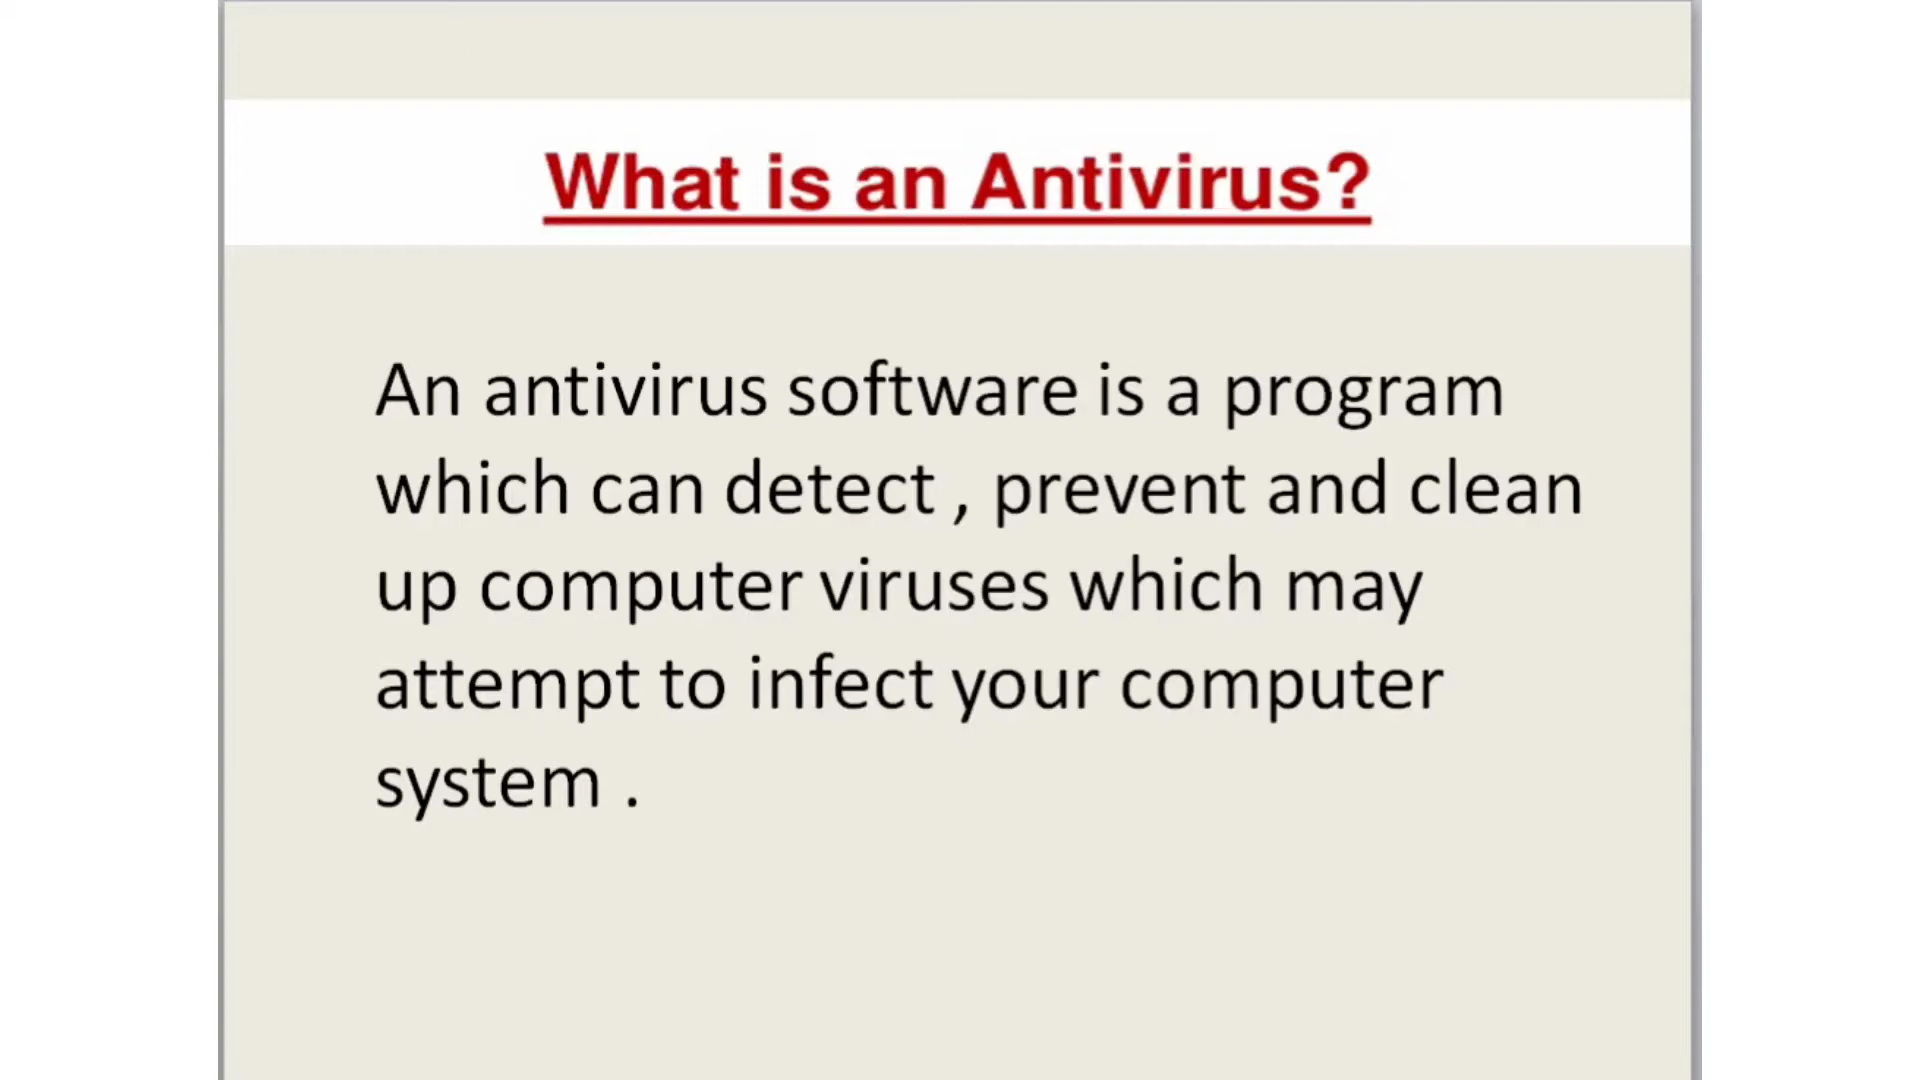 What is an Antivirus?
An antivirus software is a program
which can detect , prevent and clean
up computer viruses which may
attempt to infect your computer
system .